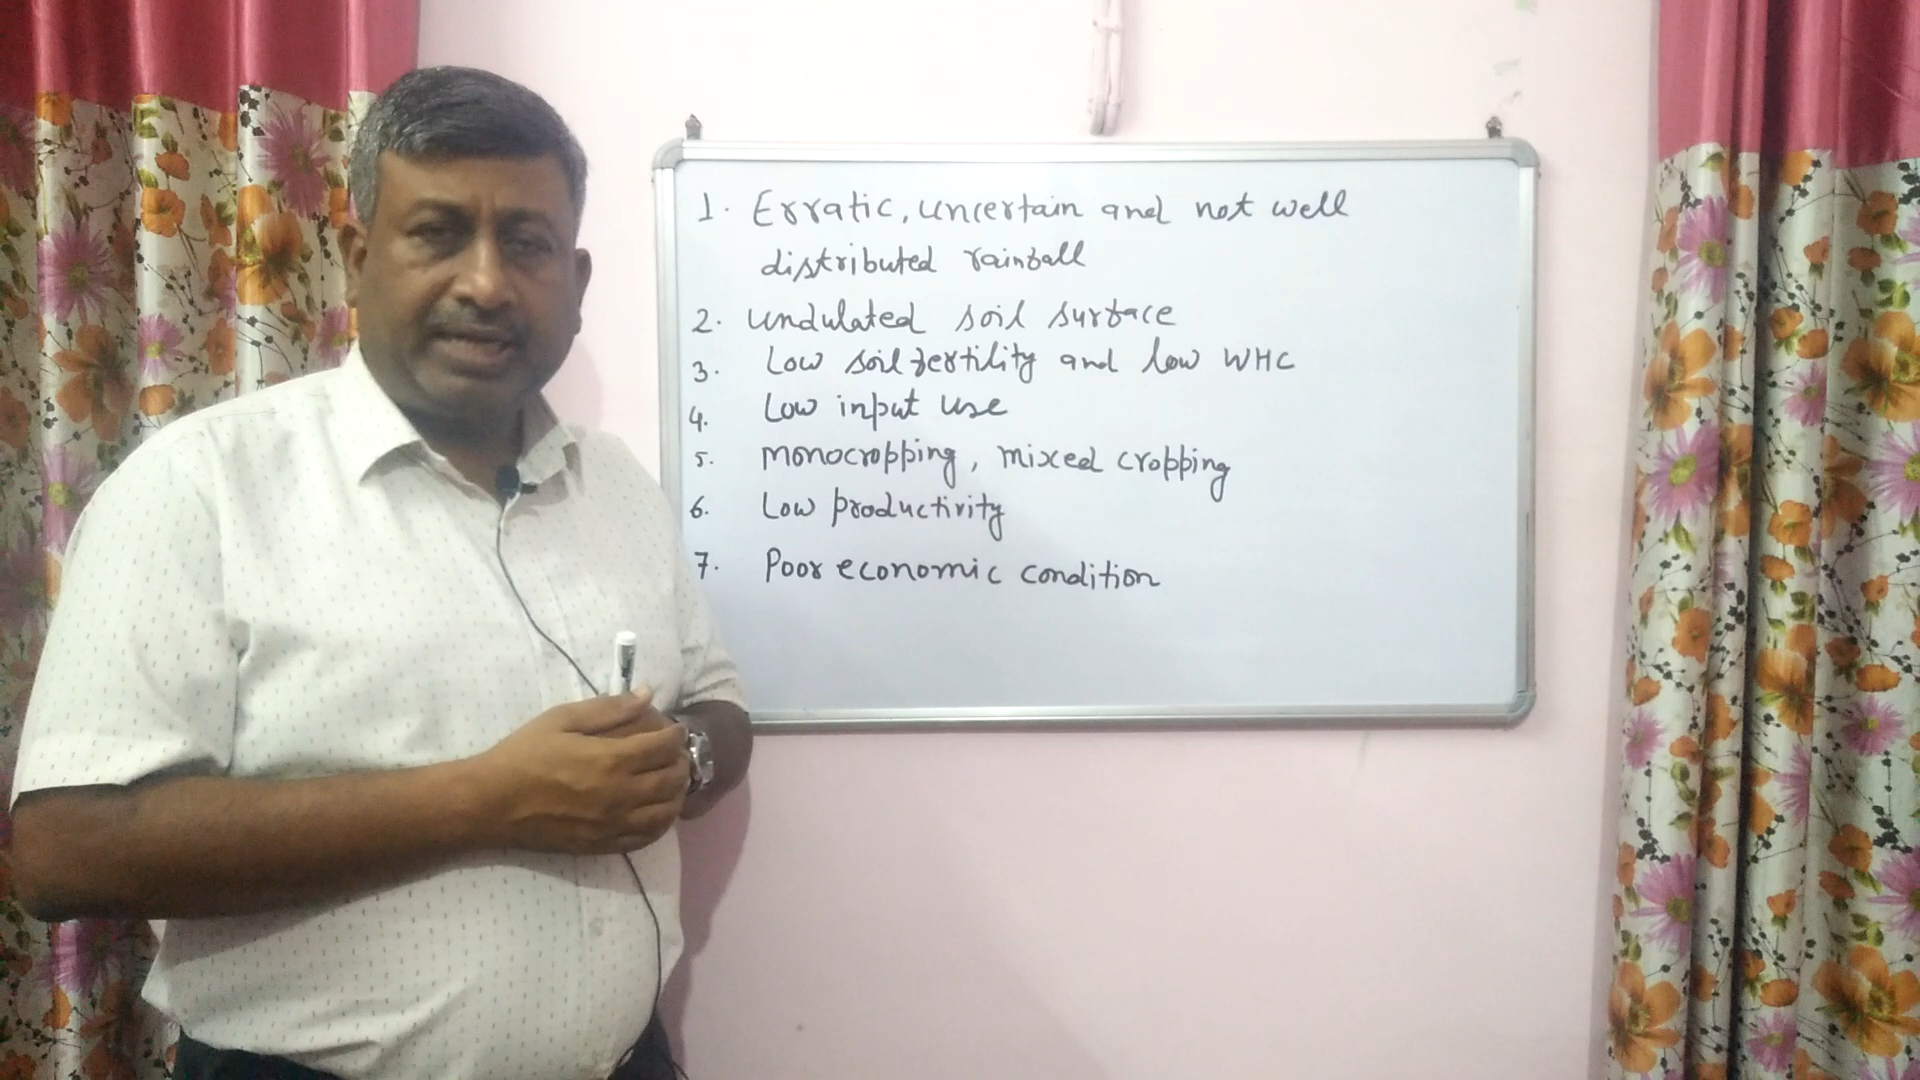 1. Erratic, uncertain and not well
distributed rainfall
2. undulated soil surface
3. Low soil fertility and low WHC
4. Low input use
5. monocropping, mixed cropping
6. Low productivity
7. Poor economic condition